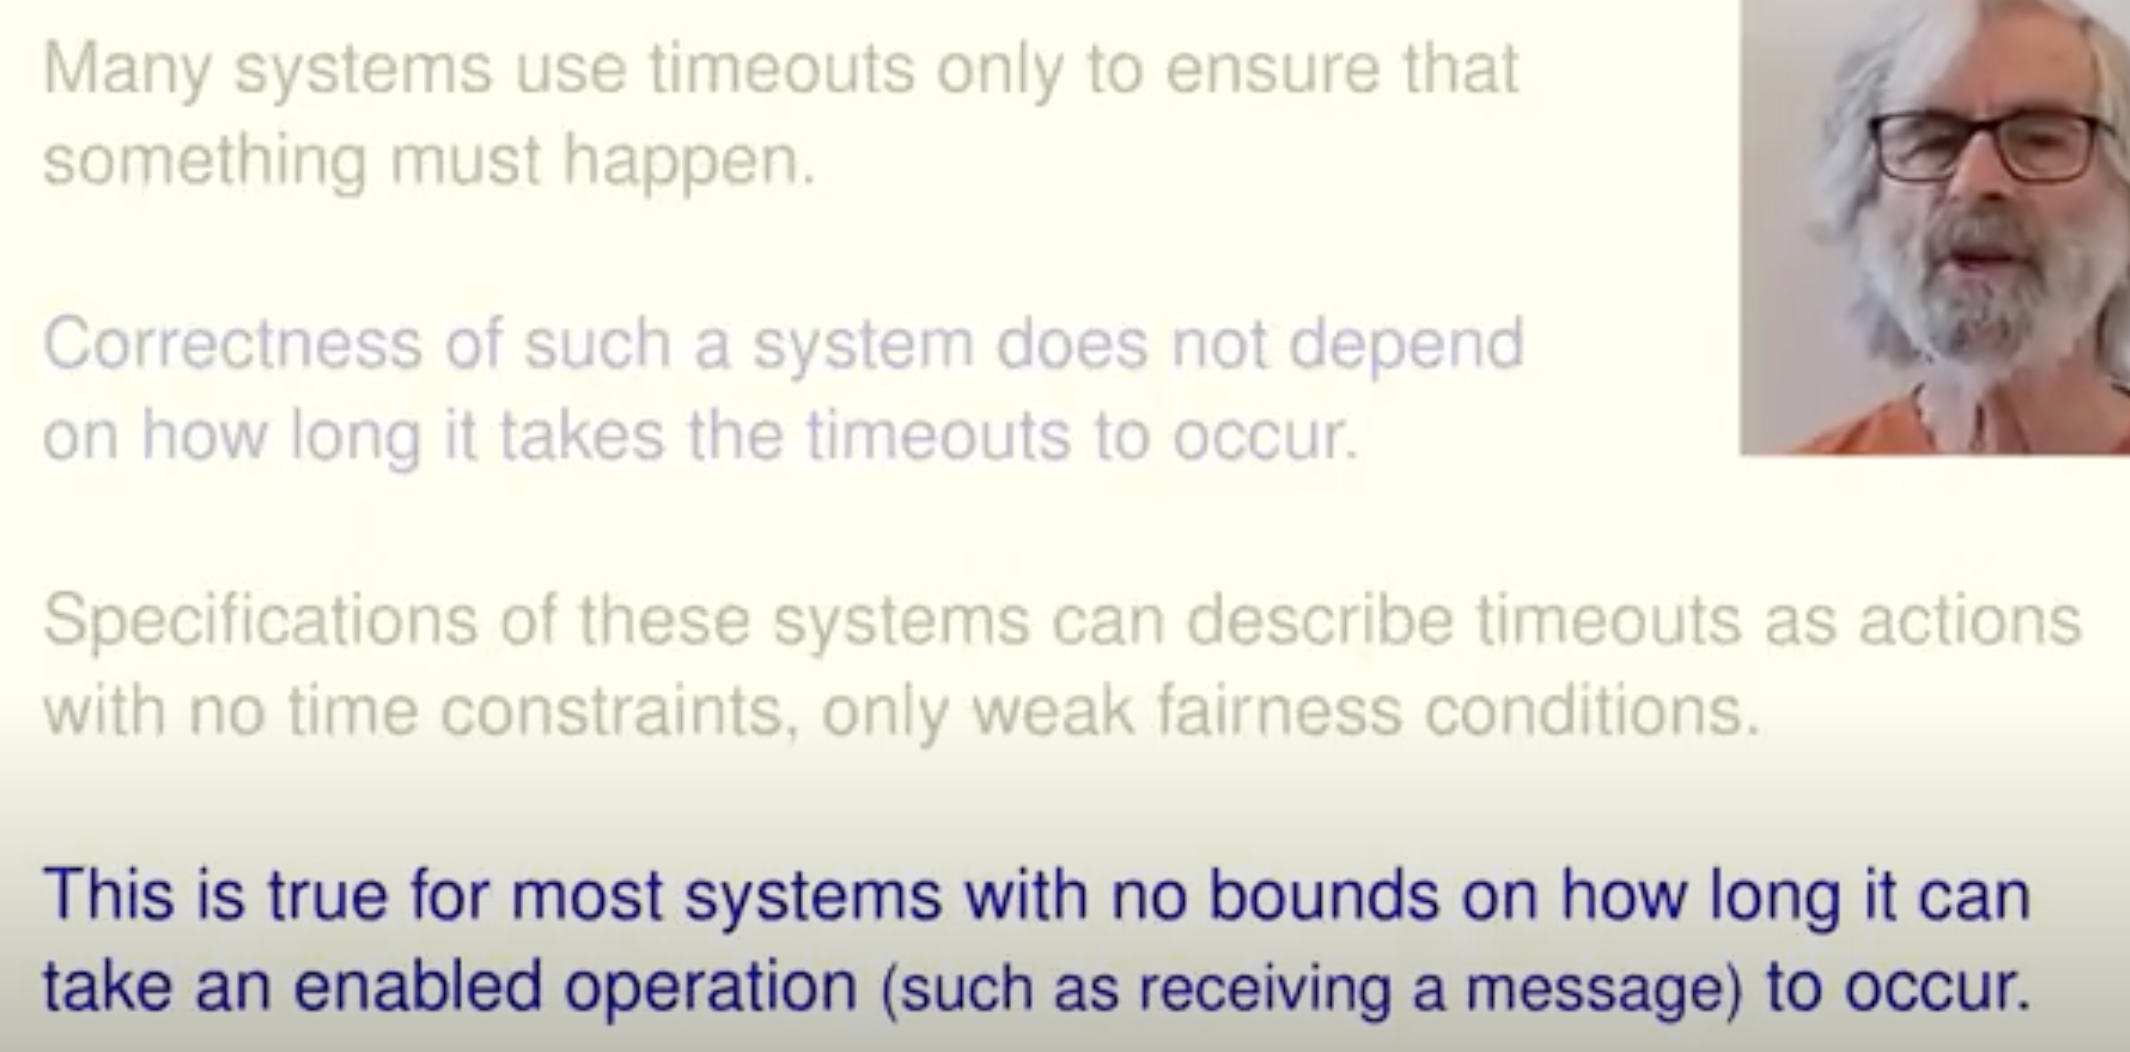 Many systems use timeouts only to ensure that
something must happen.
Correctness of such a system does not depend
on how long it takes the timeouts to occur.
Specifications of these systems can describe timeouts as actions
with no time constraints, only weak fairness conditions.
This is true for most systems with no bounds on how long it can
take an enabled operation (such as receiving a message) to occur.